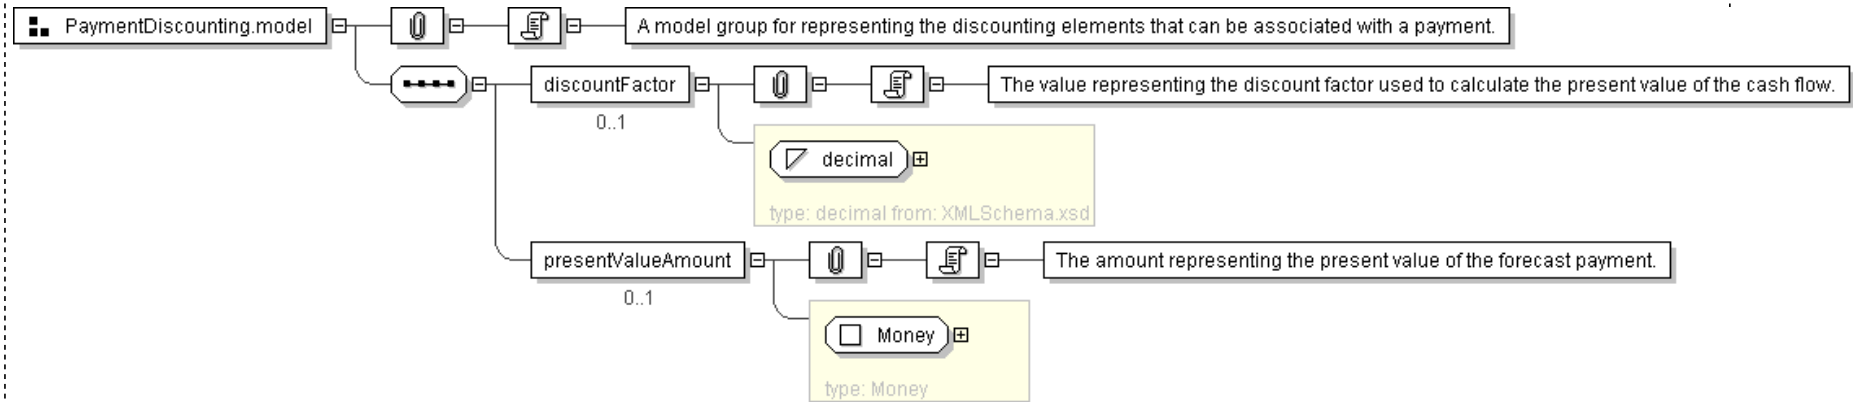 PaymentDiscounting.model
A model group for representing the discounting elements that can be associated with a payment.
discountFactor
The value representing the discount factor used to calculate the present value of the cash flow.
0..1
decimal
type: decimal from: XMLSchema.xsd
presentValueAmount
The amount representing the present value of the forecast payment.
0..1
Money
type: Money